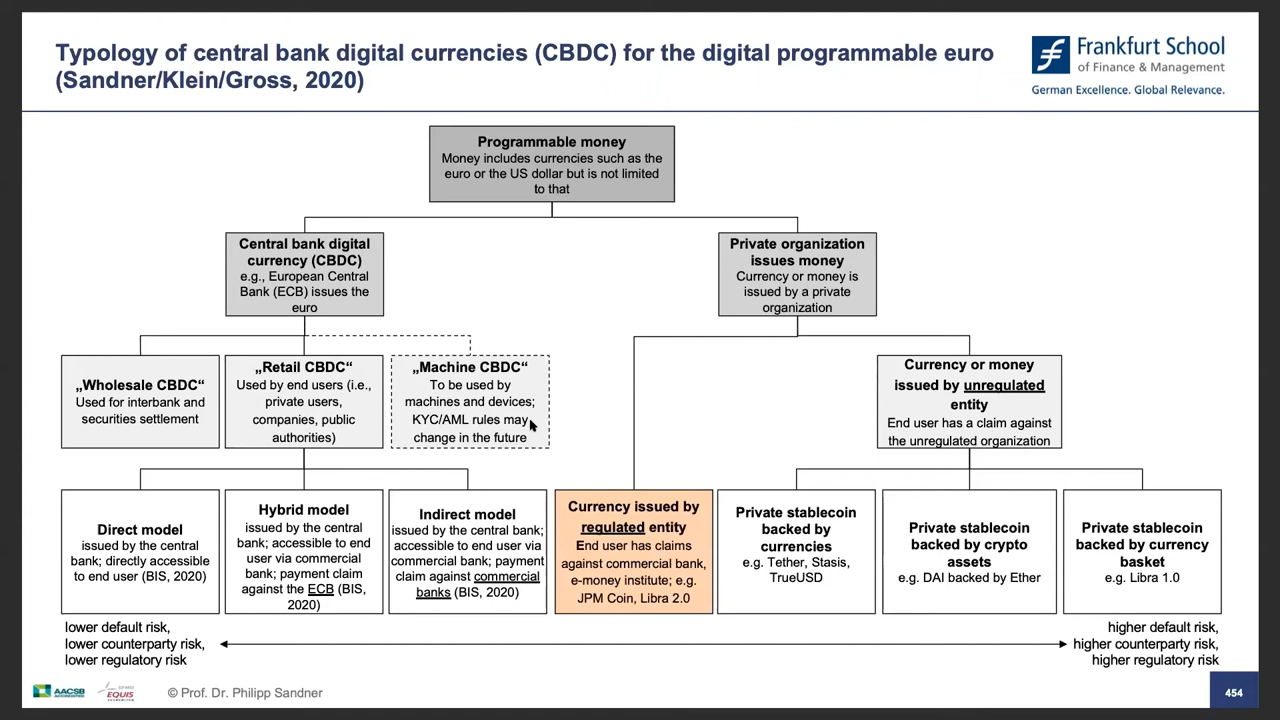 Typology of central bank digital currencies (CBDC) for the digital programmable euro
(Sandner/Klein/Gross, 2020)
Frankfurt School
of Finance & Management
German Excellence. Global Relevance.
Programmable money
Money includes currencies such as the
euro or the US dollar but is not limited
to that
Central bank digital
currency (CBDC)
e.g., European Central
Bank (ECB) issues the
euro
Private organization
issues money
Currency or money is
issued by a private
organization
„Wholesale CBDC“
Used for interbank and
securities settlement
„Retail CBDC“
Used by end users (i.e.,
private users,
companies, public
authorities)
„Machine CBDC“
To be used by
machines and devices;
KYC/AML rules may
change in the future
Currency or money
issued by unregulated
entity
End user has a claim against
the unregulated organization
Direct model
issued by the central
bank; directly accessible
to end user (BIS, 2020)
Hybrid model
issued by the central
bank; accessible to end
user via commercial
bank; payment claim
against the ECB (BIS,
2020)
Indirect model
issued by the central bank;
accessible to end user via
commercial bank; payment
claim against commercial
banks (BIS, 2020)
Currency issued by
regulated entity
End user has claims
against commercial bank,
e-money institute; e.g.
JPM Coin, Libra 2.0
Private stablecoin
backed by
currencies
e.g. Tether, Stasis,
TrueUSD
Private stablecoin
backed by crypto
assets
e.g. DAI backed by Ether
Private stablecoin
backed by currency
basket
e.g. Libra 1.0
lower default risk,
lower counterparty risk,
lower regulatory risk
higher default risk,
higher counterparty risk,
higher regulatory risk
AACSB
EQUIS
© Prof. Dr. Philipp Sandner
454